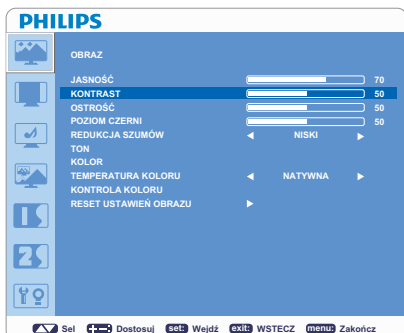 PHILIPS
OBRAZ
JASNOŚĆ 70
KONTRAST 50
OSTROŚĆ 50
POZIOM CZERNI 50
REDUKCJA SZUMÓW NISKI
TON
KOLOR
TEMPERATURA KOLORU NATYWNA
KONTROLA KOLORU
RESET USTAWIEŃ OBRAZU
Sel Dostosuj set: Wejdź exit: WSTECZ menu: Zakończ